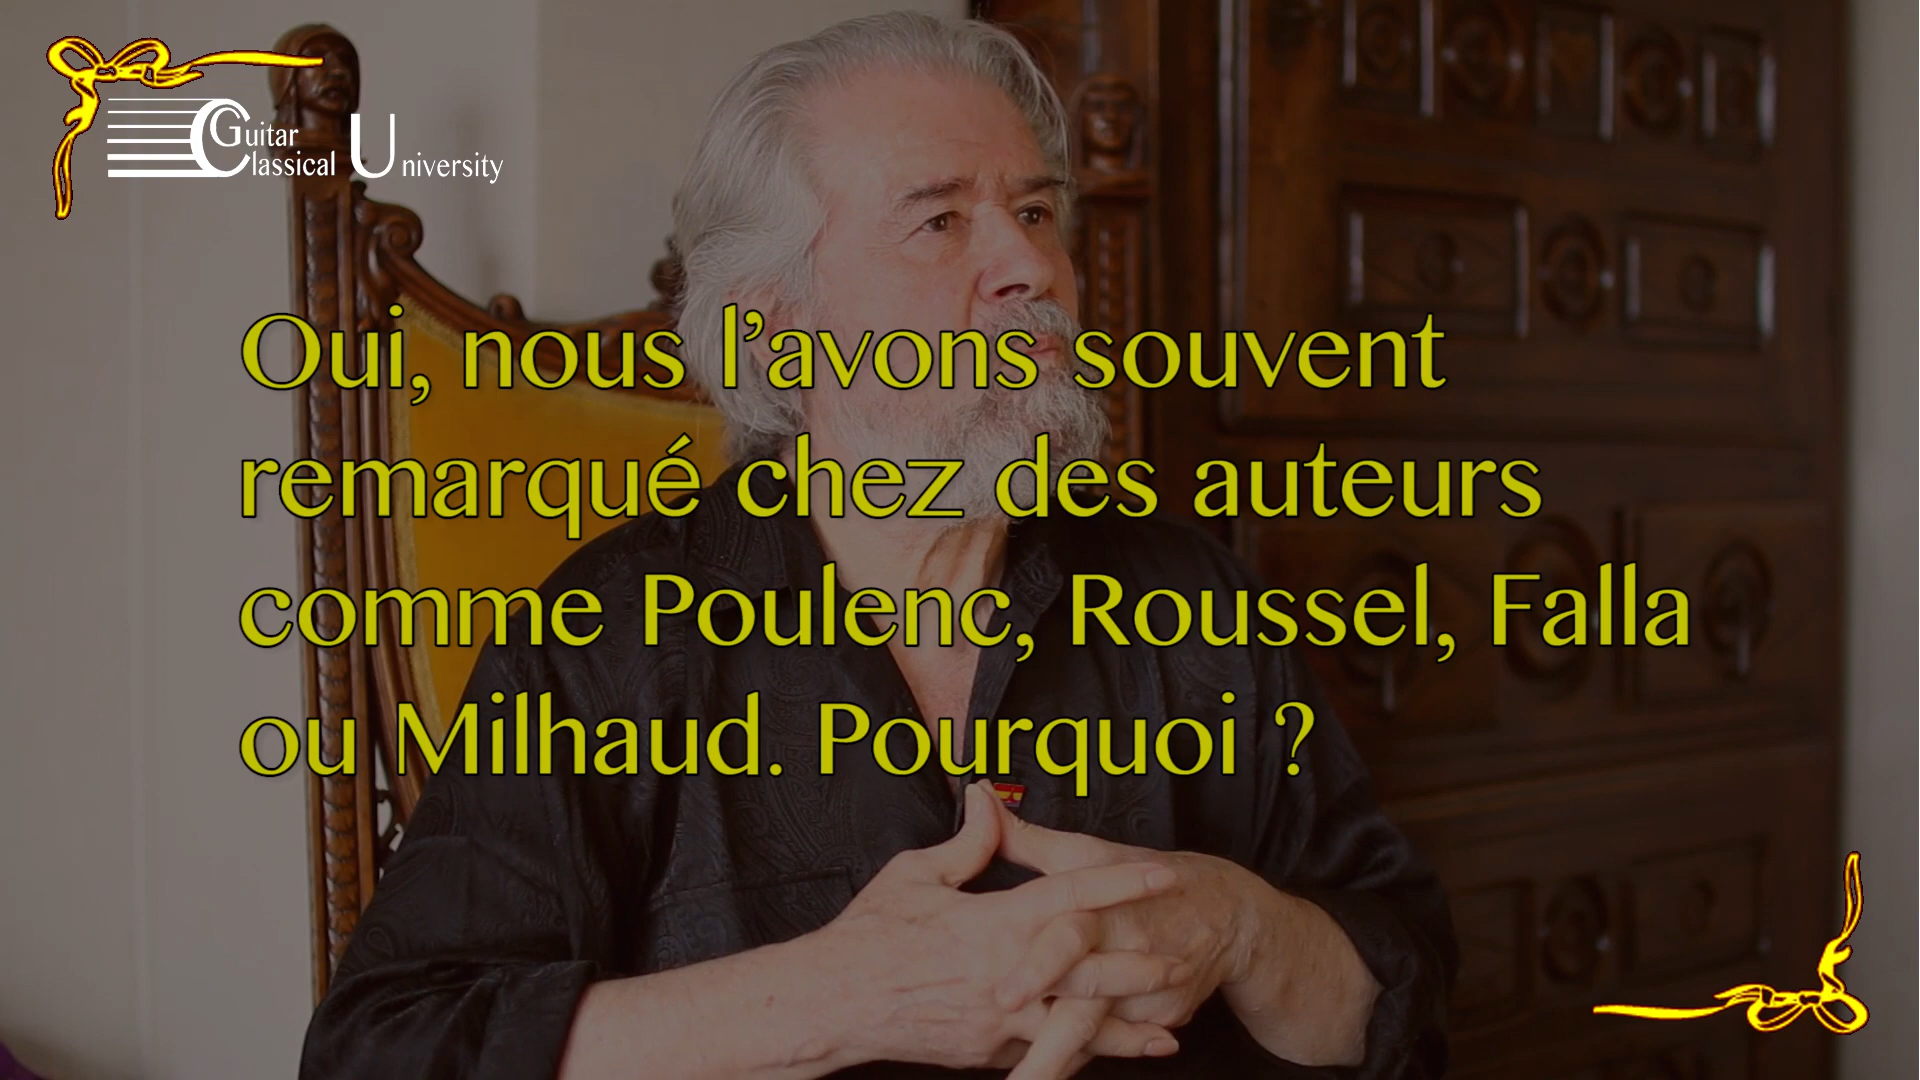 Guitar
Classical University
Oui, nous l’avons souvent
remarqué chez des auteurs
comme Poulenc, Roussel, Falla
ou Milhaud. Pourquoi ?